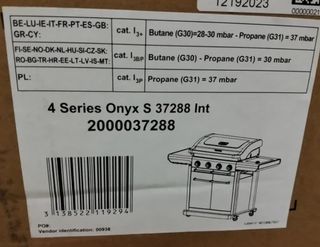 12192023
BE-LU-IE-IT-FR-PT-ES-GB:
GR-CY:
cat. I3+
Butane (G30)=28-30 mbar - Propane (G31) = 37 mbar
FI-SE-NO-DK-NL-HU-SI-CZ-SK:
RO-BG-TR-HR-EE-LT-LV-IS-MT:
cat. I3B/P
Butane (G30) - Propane (G31) = 30 mbar
PL:
cat. I3P
Propane (G31) = 37 mbar
4 Series Onyx S 37288 Int
2000037288
PO#:
Vendor identification: 00938
3 138522 119294